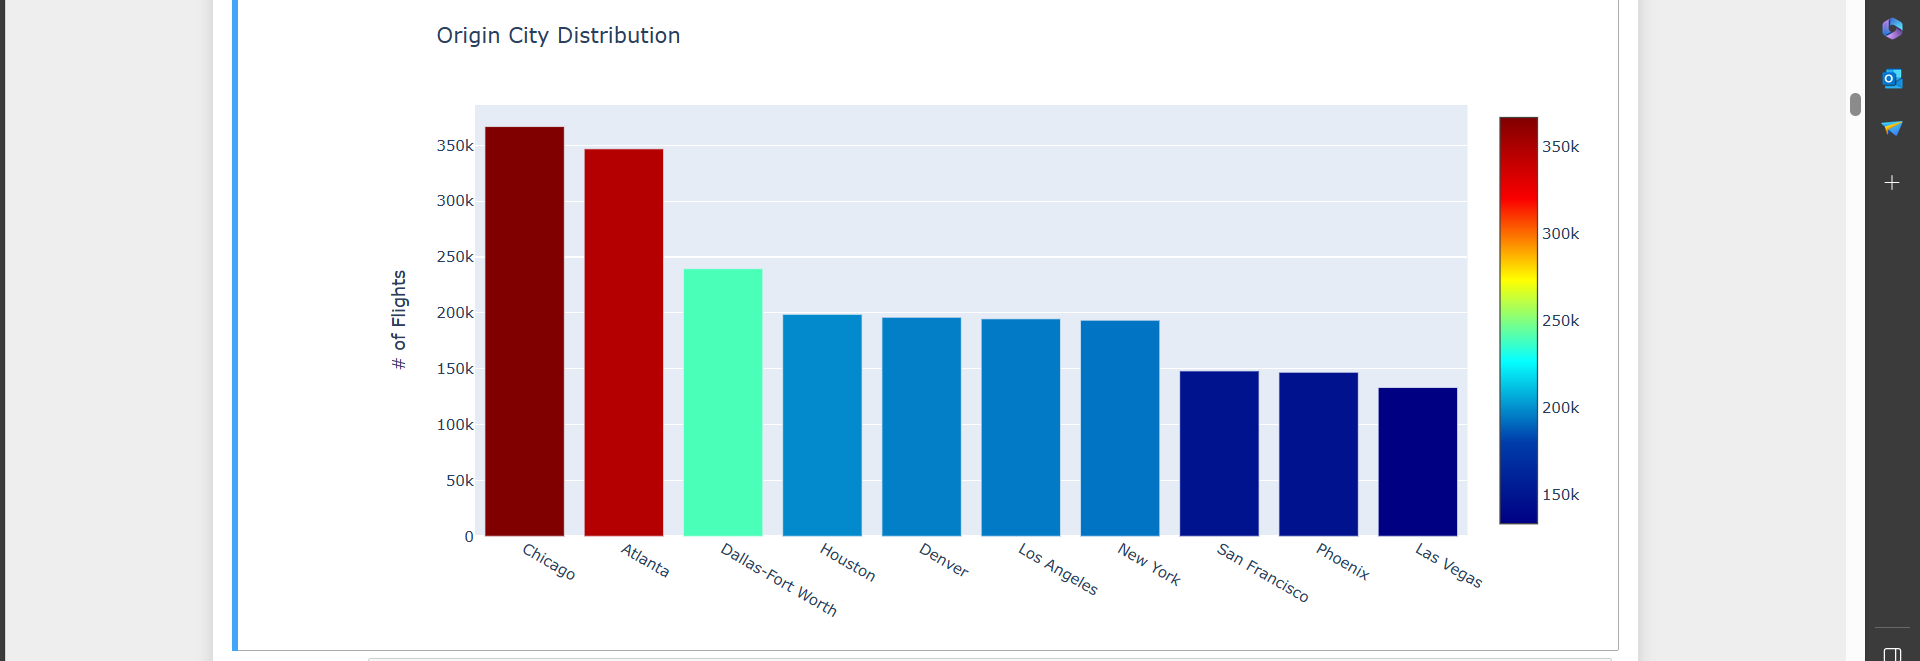 Origin City Distribution
# of Flights
350k
300k
250k
200k
150k
100k
50k
0
Chicago
Atlanta
Dallas-Fort Worth
Houston
Denver
Los Angeles
New York
San Francisco
Phoenix
Las Vegas
350k
300k
250k
200k
150k